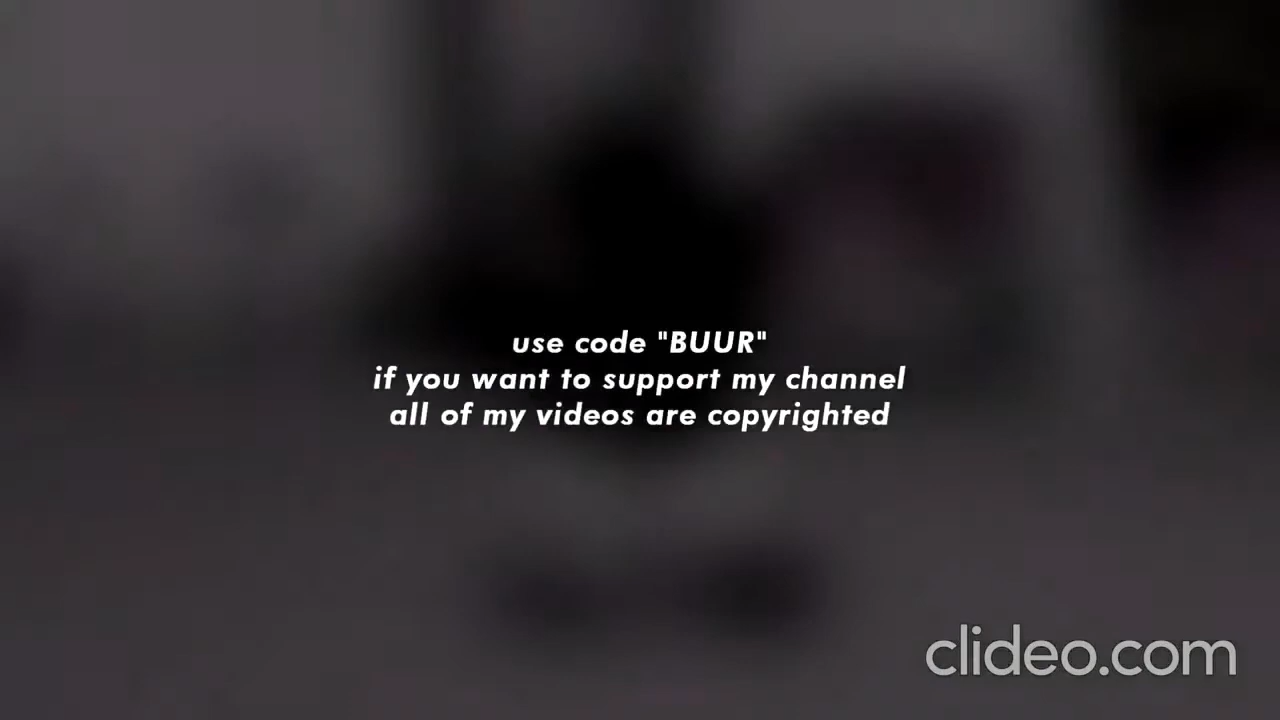 use code "BUUR"
if you want to support my channel
all of my videos are copyrighted
clideo.com